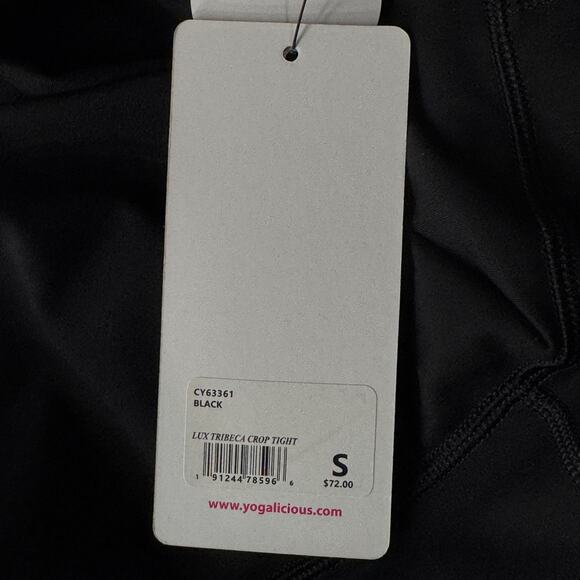 CY63361
BLACK
LUX TRIBECA CROP TIGHT
S
1 91244 78596 6
$72.00
www.yogalicious.com